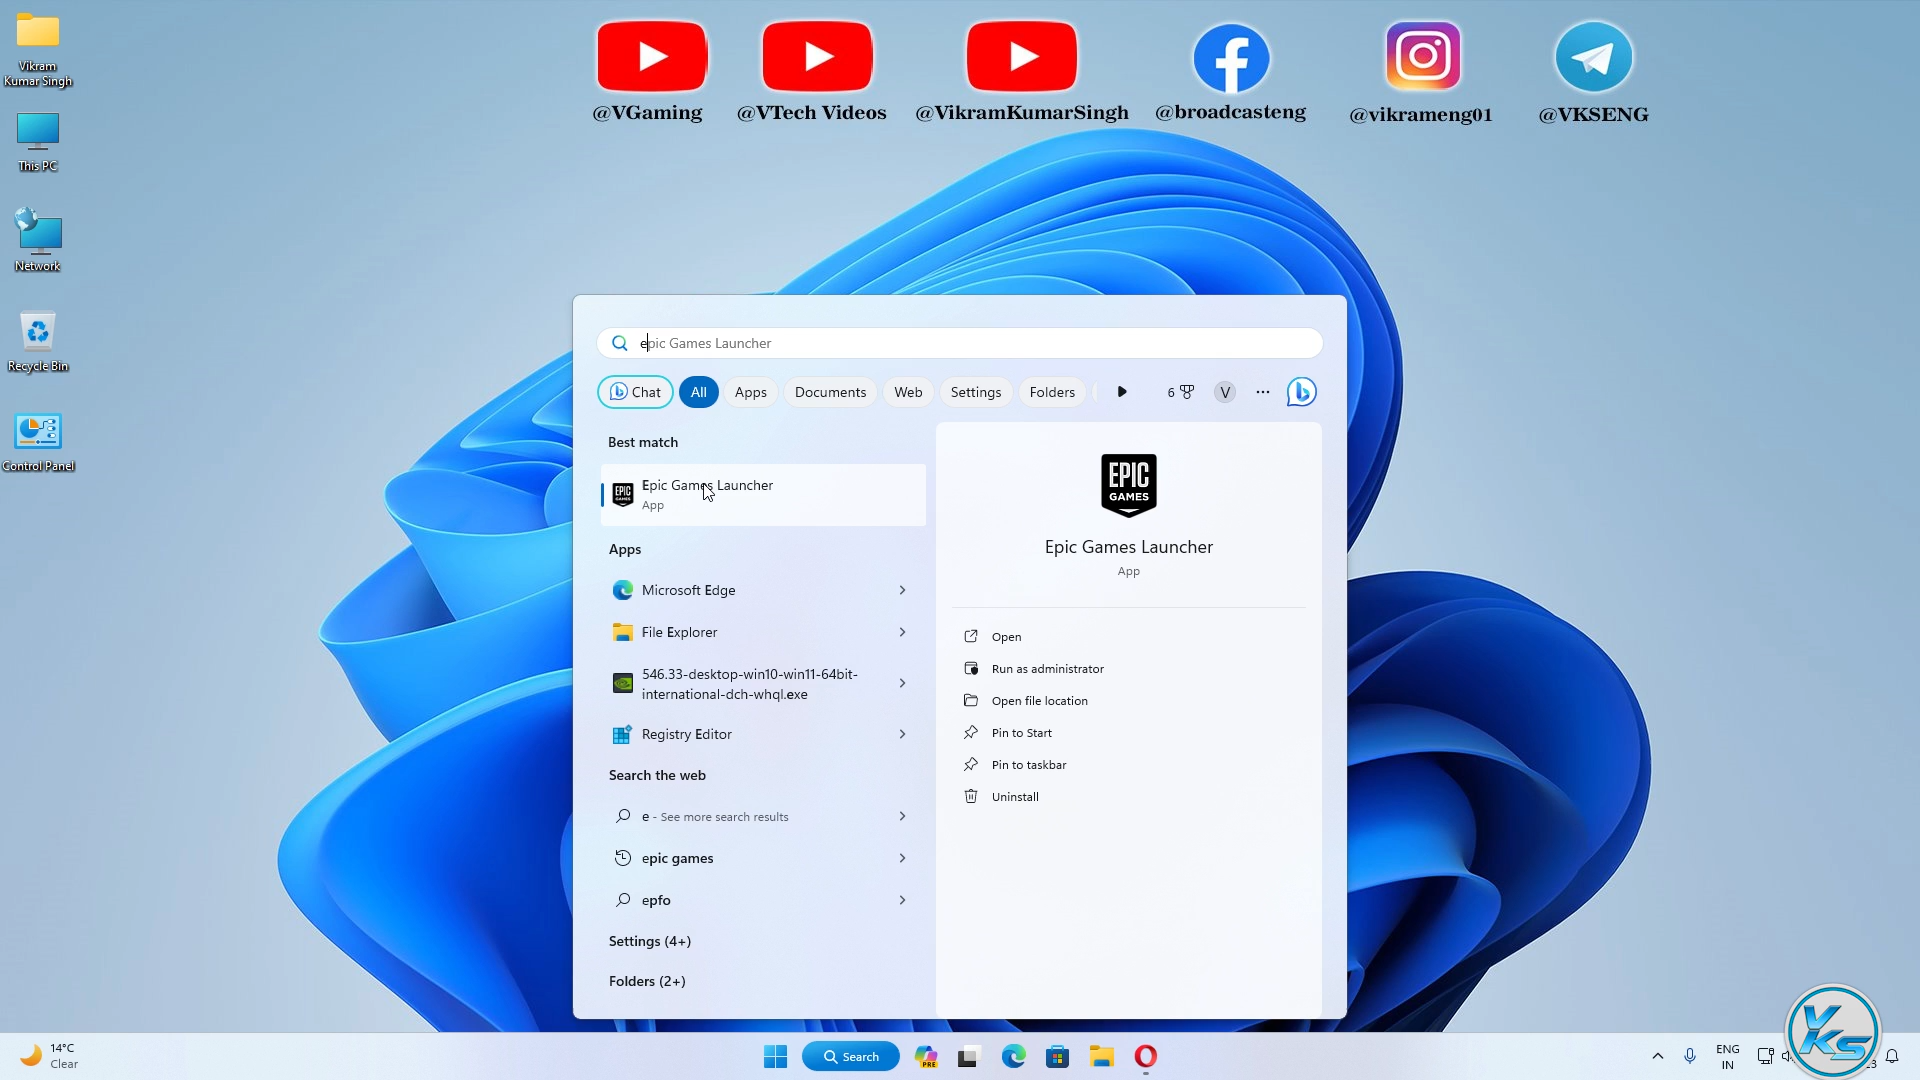 Vikram
Kumar Singh
This PC
Network
Recycle Bin
Control Panel
@VGaming
@VTech Videos
@VikramKumarSingh
@broadcasteng
@vikrameng01
@VKSENG
epic Games Launcher
Chat
All
Apps
Documents
Web
Settings
Folders
6
V
Best match
Epic Games Launcher
App
Apps
Microsoft Edge
File Explorer
546.33-desktop-win10-win11-64bit-
international-dch-whql.exe
Registry Editor
Search the web
e - See more search results
epic games
epfo
Settings (4+)
Folders (2+)
EPIC
GAMES
Epic Games Launcher
App
Open
Run as administrator
Open file location
Pin to Start
Pin to taskbar
Uninstall
14°C
Clear
Search
PRE
ENG
IN
VKS